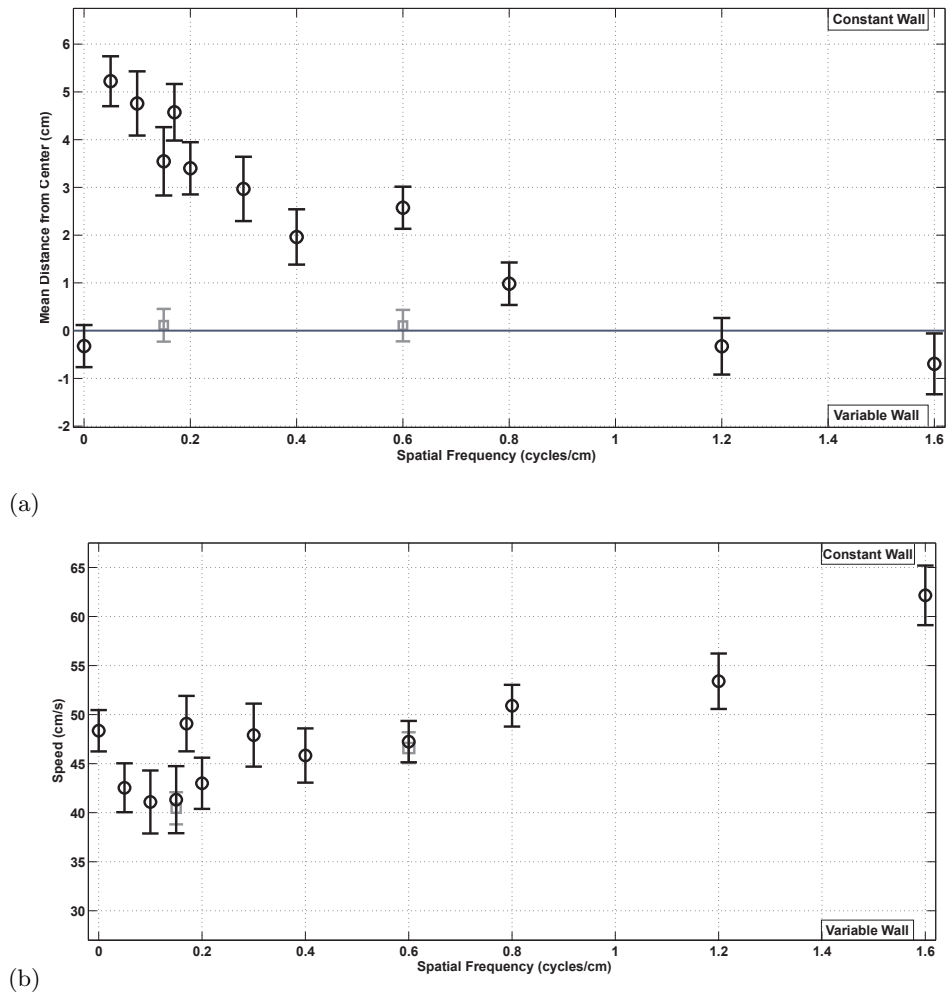 Constant Wall
6
5
4
3
2
1
0
-1
-2
Mean Distance from Center (cm)
Variable Wall
0 0.2 0.4 0.6 0.8 1 1.2 1.4 1.6
Spatial Frequency (cycles/cm)
(a)
Constant Wall
65
60
55
50
45
40
35
30
Speed (cm/s)
Variable Wall
0 0.2 0.4 0.6 0.8 1 1.2 1.4 1.6
Spatial Frequency (cycles/cm)
(b)